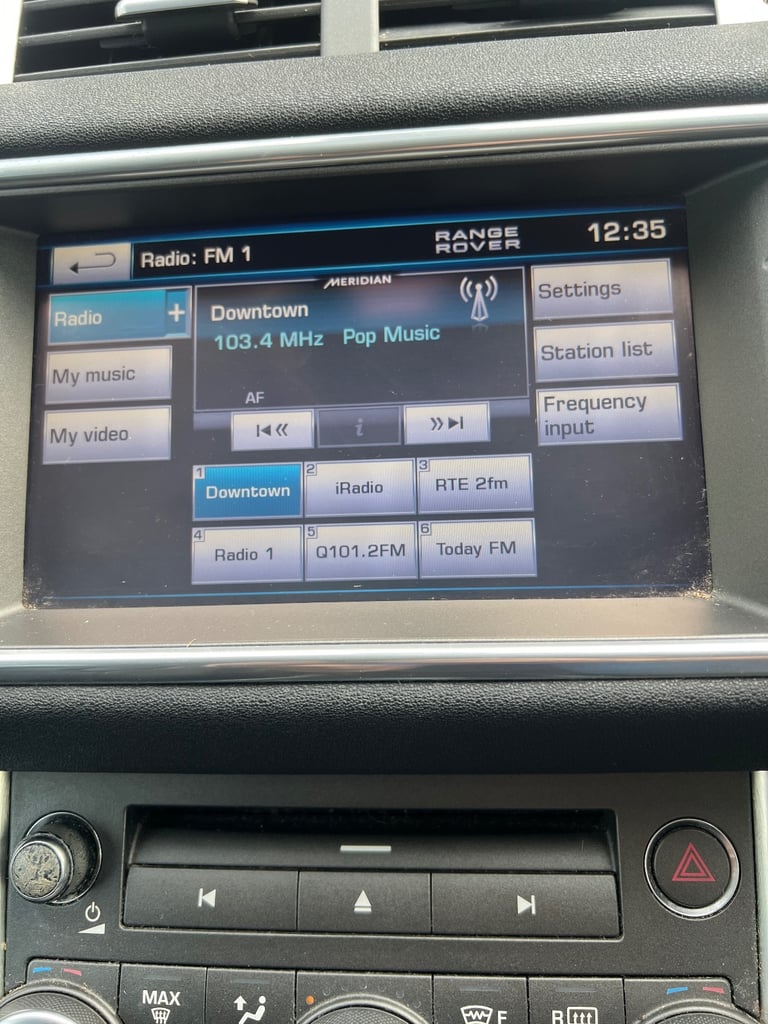 Radio: FM 1
RANGE
ROVER
12:35
MERIDIAN
Radio +
Downtown
103.4 MHz Pop Music
AF
Settings
My music
Station list
My video
i
Frequency
input
1 Downtown
2 iRadio
3 RTE 2fm
4 Radio 1
5 Q101.2FM
6 Today FM
MAX
F
R